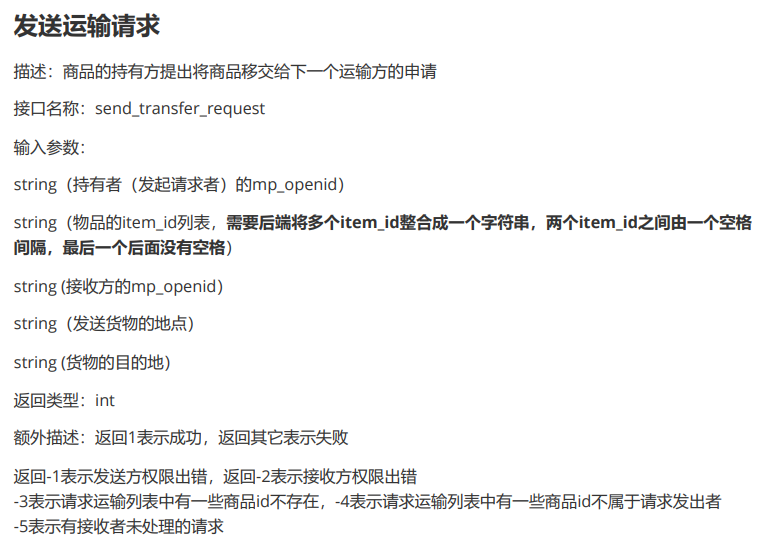 发送运输请求
描述：商品的持有方提出将商品移交给下一个运输方的申请
接口名称：send_transfer_request
输入参数：
string（持有者（发起请求者）的mp_openid）
string（物品的item_id列表，需要后端将多个item_id整合成一个字符串，两个item_id之间由一个空格
间隔，最后一个后面没有空格）
string (接收方的mp_openid）
string（发送货物的地点）
string (货物的目的地）
返回类型：int
额外描述：返回1表示成功，返回其它表示失败
返回-1表示发送方权限出错，返回-2表示接收方权限出错
-3表示请求运输列表中有一些商品id不存在，-4表示请求运输列表中有一些商品id不属于请求发出者
-5表示有接收者未处理的请求